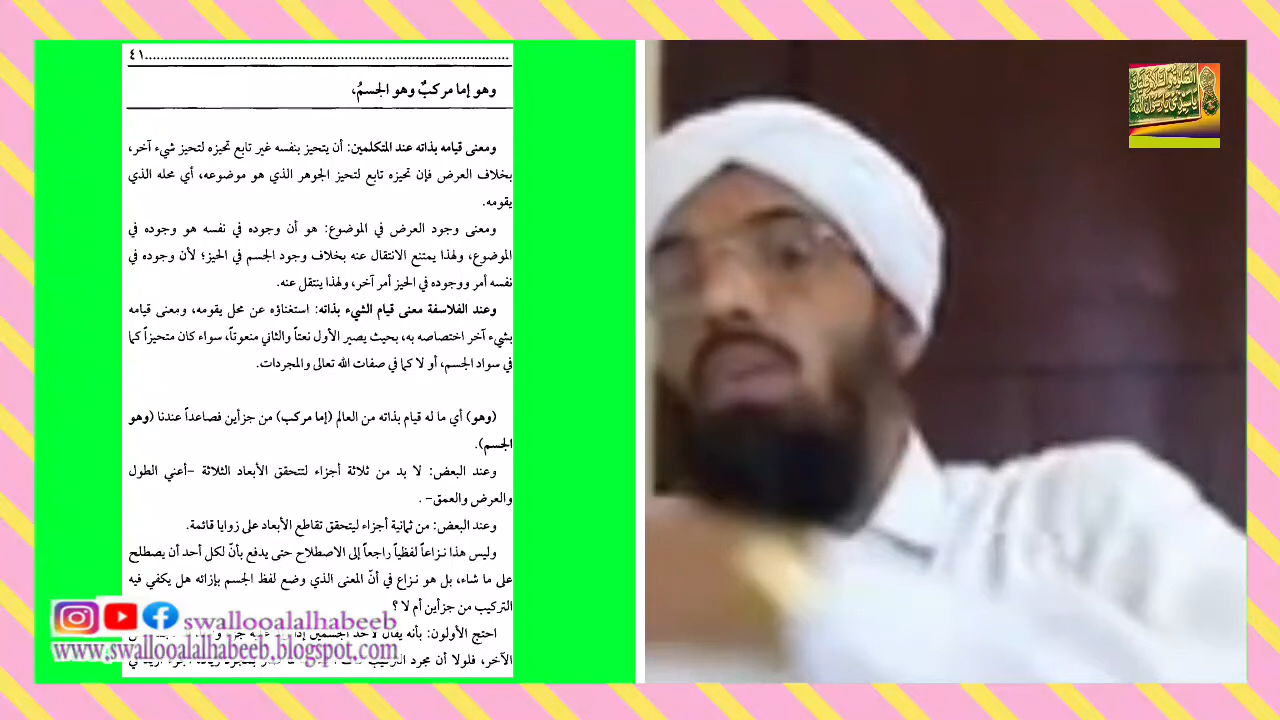 ٤١
وهو إما مركبٌ وهو الجسمُ،
ومعنى قيامه بذاته عند المتكلمين: أن يتحيز بنفسه غير تابع تحيزه لتحيز شيء آخر،
بخلاف العرض فإن تحيزه تابع لتحيز الجوهر الذي هو موضوعه، أي محله الذي
يقومه.
ومعنى وجود العرض في الموضوع: هو أن وجوده في نفسه هو وجوده في
الموضوع، ولهذا يمتنع الانتقال عنه بخلاف وجود الجسم في الحيز؛ لأن وجوده في
نفسه أمر ووجوده في الحيز أمر آخر، ولهذا ينتقل عنه.
وعند الفلاسفة معنى قيام الشيء بذاته: استغناؤه عن محل يقومه، ومعنى قيامه
بشيء آخر اختصاصه به، بحيث يصير الأول نعتاً والثاني منعوتاً، سواء كان متحيزاً كما
في سواد الجسم، أو لا كما في صفات الله تعالى والمجردات.
(وهو) أي ما له قيام بذاته من العالم (إما مركب) من جزأين فصاعداً عندنا (وهو
الجسم).
وعند البعض: لا بد من ثلاثة أجزاء لتتحقق الأبعاد الثلاثة –أعني الطول
والعرض والعمق– .
وعند البعض: من ثمانية أجزاء ليتحقق تقاطع الأبعاد على زوايا قائمة.
وليس هذا نـزاعاً لفظياً راجعاً إلى الاصطلاح حتى يدفع بأنّ لكل أحد أن يصطلح
على ما شاء، بل هو نـزاع في أنّ المعنى الذي وضع لفظ الجسم بإزائه هل يكفي فيه
التركيب من جزأين أم لا ؟
احتج الأولون: بأنه يقال لأحد الجسمين إذا
الآخر، فلولا أن مجرد التركيب
swallooalalhabeeb
www.swallooalalhabeeb.blogspot.com